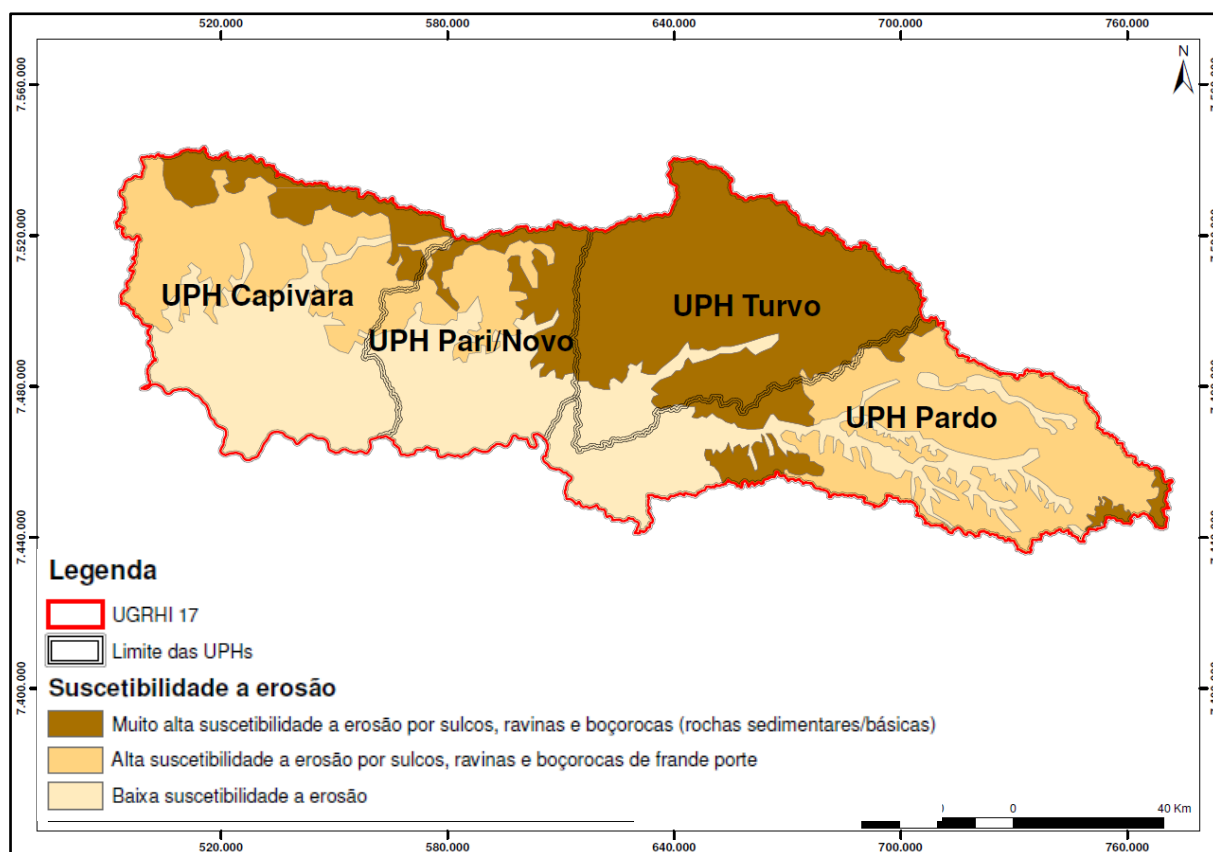 520.000 580.000 640.000 700.000 760.000
N
7.560.000
7.520.000
7.480.000
7.440.000
7.400.000
UPH Capivara
UPH Pari/Novo
UPH Turvo
UPH Pardo
Legenda
UGRHI 17
Limite das UPHs
Suscetibilidade a erosão
Muito alta suscetibilidade a erosão por sulcos, ravinas e boçorocas (rochas sedimentares/básicas)
Alta suscetibilidade a erosão por sulcos, ravinas e boçorocas de frande porte
Baixa suscetibilidade a erosão
0 40 Km
520.000 580.000 640.000 700.000 760.000